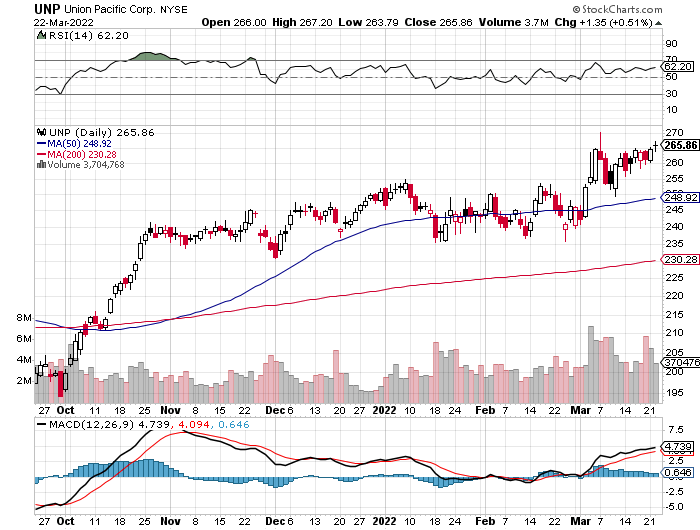 UNP Union Pacific Corp. NYSE
© StockCharts.com
22-Mar-2022
Open 266.00 High 267.20 Low 263.79 Close 265.86 Volume 3.7M Chg +1.35 (+0.51%)
RSI(14) 62.20
90
70
62.20
50
30
10
UNP (Daily) 265.86
MA(50) 248.92
MA(200) 230.28
Volume 3,704,768
270
265.86
260
255
250
248.92
245
240
235
230.28
225
220
215
210
205
200
195
8M
6M
4M
2M
370476
27 Oct 11 18 25 Nov 8 15 22 Dec 6 13 20 27 2022 10 18 24 Feb 7 14 22 Mar 7 14 21
MACD(12,26,9) 4.739, 4.094, 0.646
7.5
4.739
2.5
0.646
-2.5
-5.0
27 Oct 11 18 25 Nov 8 15 22 Dec 6 13 20 27 2022 10 18 24 Feb 7 14 22 Mar 7 14 21